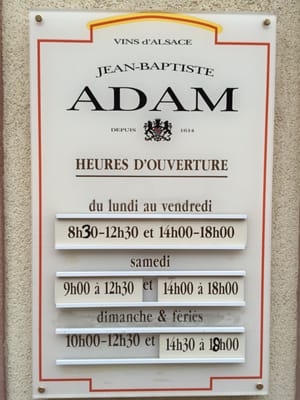 VINS d'ALSACE
JEAN-BAPTISTE
ADAM
DEPUIS 1614
HEURES D'OUVERTURE
du lundi au vendredi
8h30-12h30 et 14h00-18h00
samedi
9h00 à 12h30 et 14h00 à 18h00
dimanche & fériés
10h00-12h30 et 14h30 à 18h00